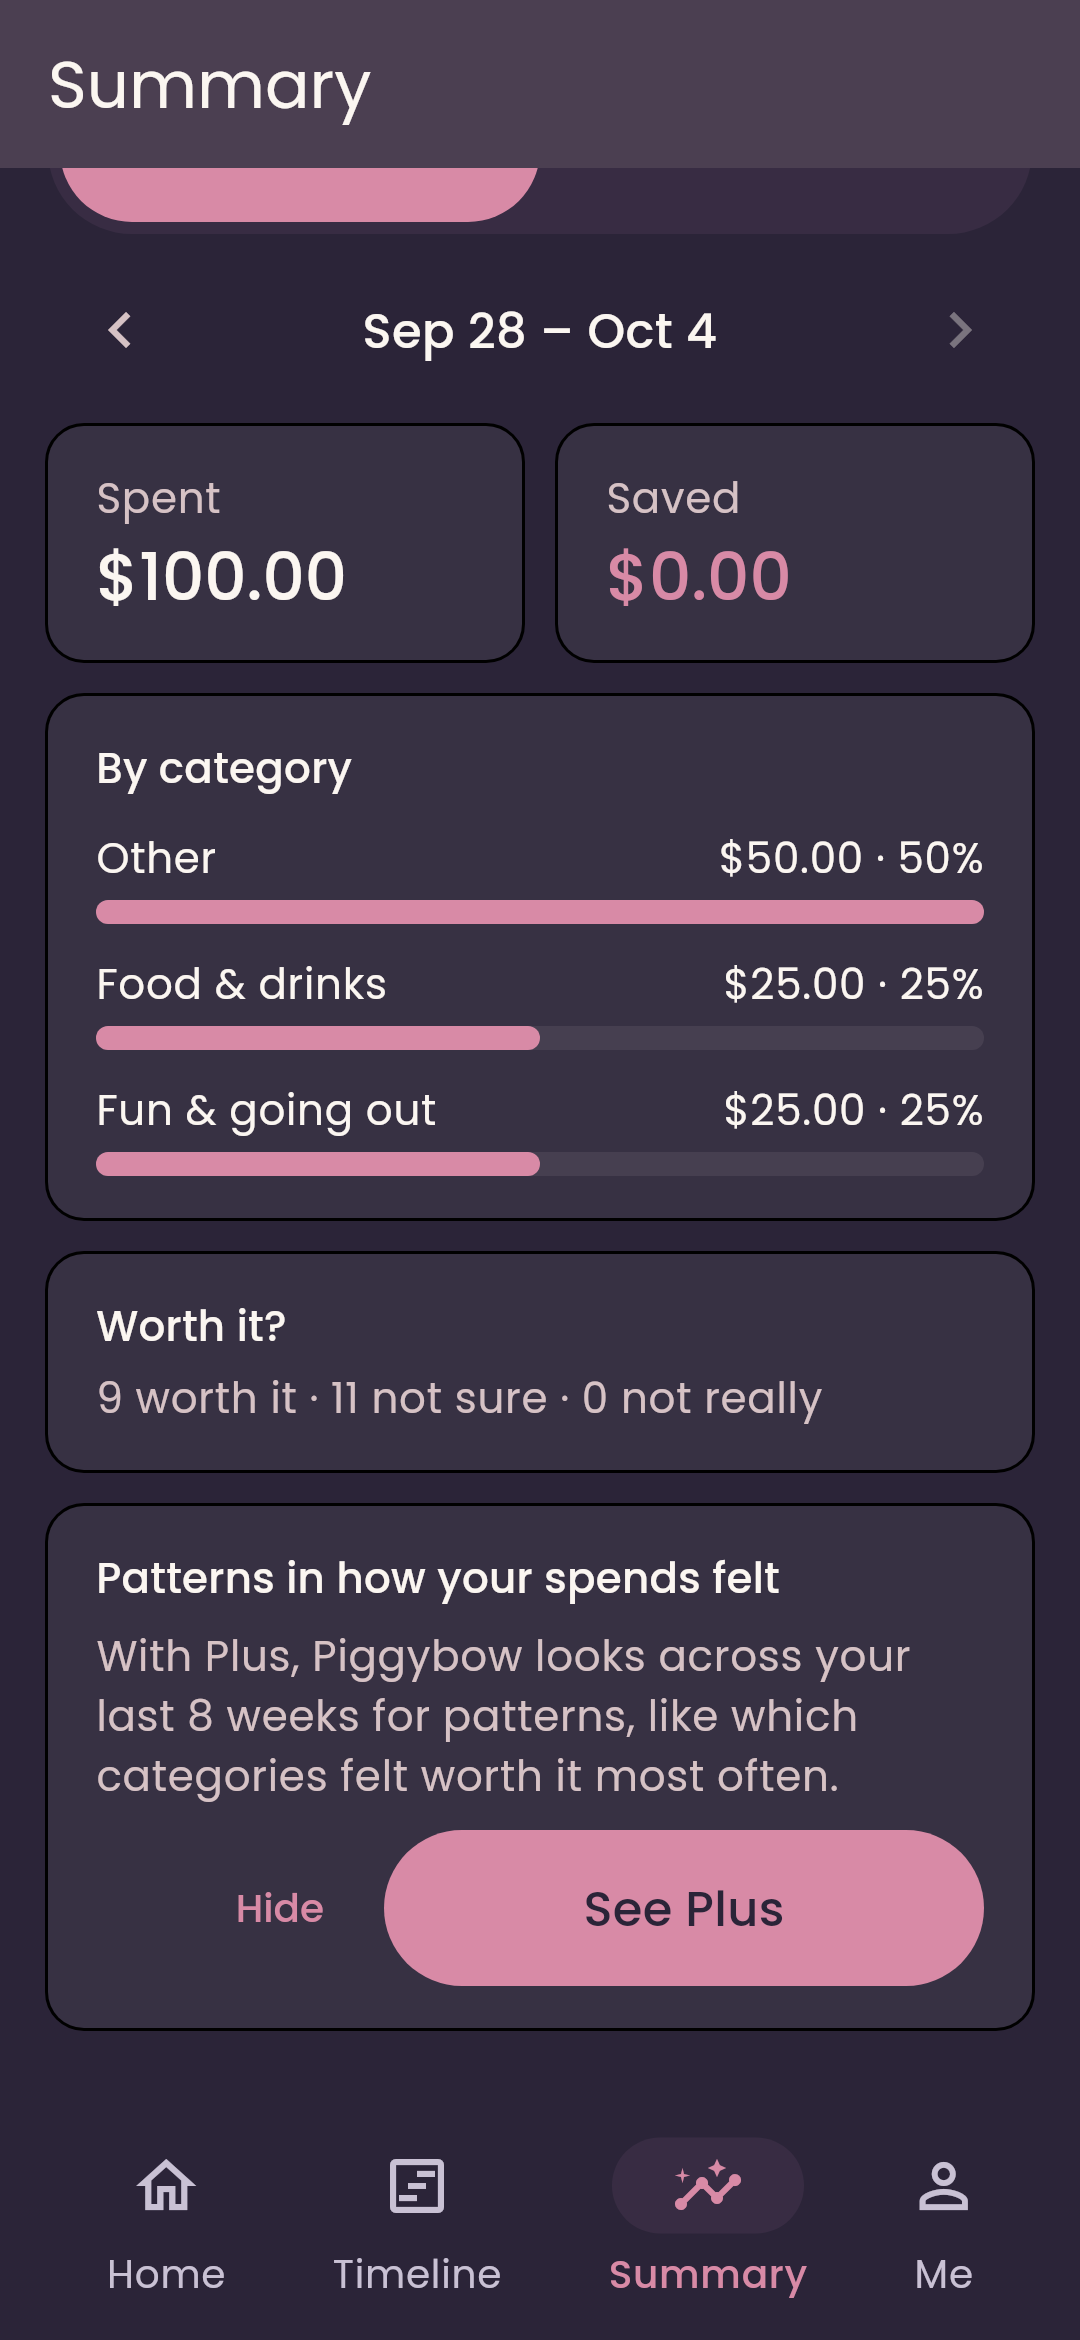 Summary
Sep 28 – Oct 4
Spent
$100.00
Saved
$0.00
By category
Other $50.00 · 50%
Food & drinks $25.00 · 25%
Fun & going out $25.00 · 25%
Worth it?
9 worth it · 11 not sure · 0 not really
Patterns in how your spends felt
With Plus, Piggybow looks across your
last 8 weeks for patterns, like which
categories felt worth it most often.
Hide See Plus
Home Timeline Summary Me